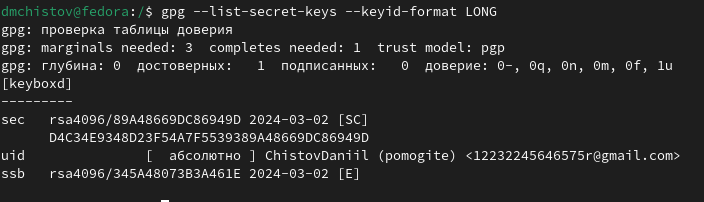 dmchistov@fedora:/$ gpg --list-secret-keys --keyid-format LONG
gpg: проверка таблицы доверия
gpg: marginals needed: 3  completes needed: 1  trust model: pgp
gpg: глубина: 0  достоверных:   1  подписанных:   0  доверие: 0-, 0q, 0n, 0m, 0f, 1u
[keyboxd]
---------
sec   rsa4096/89A48669DC86949D 2024-03-02 [SC]
      D4C34E9348D23F54A7F5539389A48669DC86949D
uid               [  абсолютно ] ChistovDaniil (pomogite) <12232245646575r@gmail.com>
ssb   rsa4096/345A48073B3A461E 2024-03-02 [E]